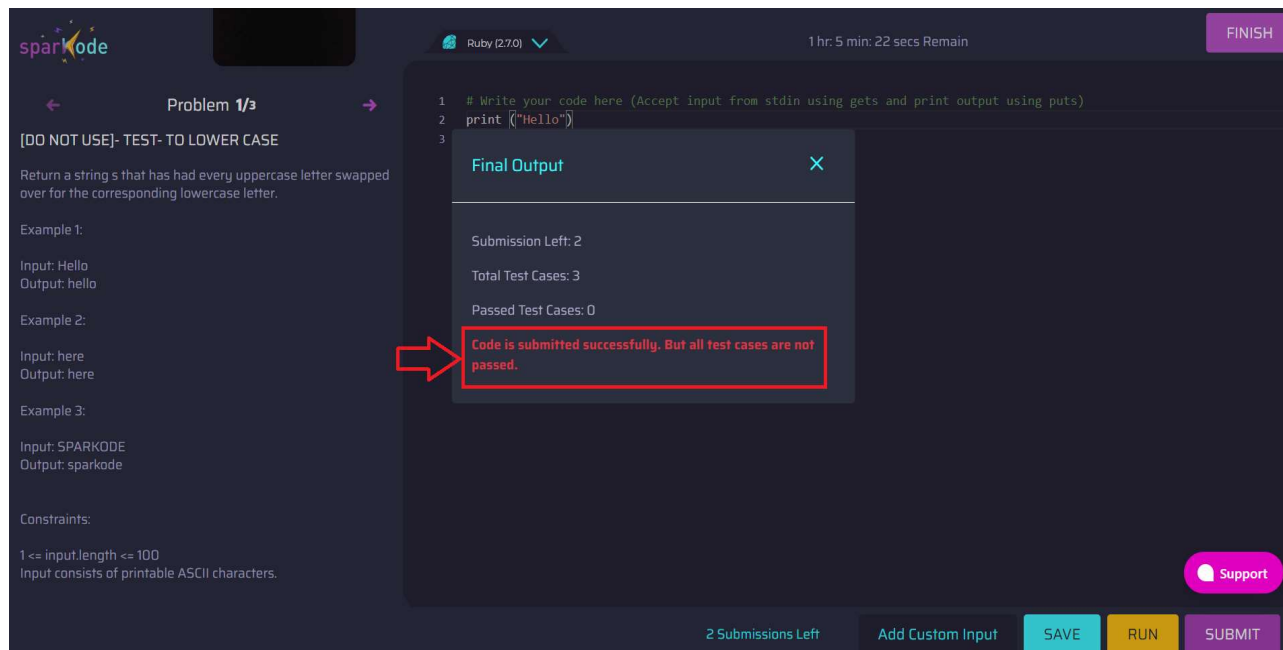 sparkode
Ruby (2.7.0)
1 hr: 5 min: 22 secs Remain
FINISH
Problem 1/3
[DO NOT USE]- TEST- TO LOWER CASE
Return a string s that has had every uppercase letter swapped
over for the corresponding lowercase letter.
Example 1:
Input: Hello
Output: hello
Example 2:
Input: here
Output: here
Example 3:
Input: SPARKODE
Output: sparkode
Constraints:
1 <= input.length <= 100
Input consists of printable ASCII characters.
1 # Write your code here (Accept input from stdin using gets and print output using puts)
2 print ("Hello")
3
Final Output
Submission Left: 2
Total Test Cases: 3
Passed Test Cases: 0
Code is submitted successfully. But all test cases are not
passed.
Support
2 Submissions Left
Add Custom Input
SAVE
RUN
SUBMIT